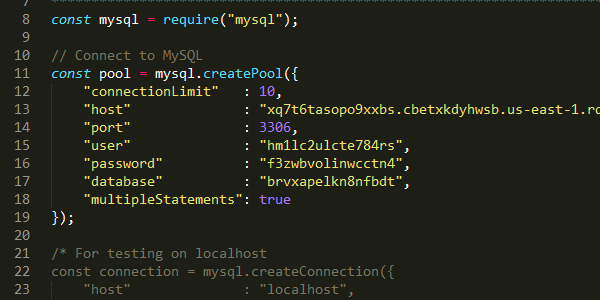 7
8 const mysql = require("mysql");
9
10 // Connect to MySQL
11 const pool = mysql.createPool({
12 "connectionLimit" : 10,
13 "host" : "xq7t6tasopo9xxbs.cbetxkdyhwsb.us-east-1.rd
14 "port" : 3306,
15 "user" : "hm1lc2ulcte784rs",
16 "password" : "f3zwbvolinwcctn4",
17 "database" : "brvxapelkn8nfbdt",
18 "multipleStatements": true
19 });
20
21 /* For testing on localhost
22 const connection = mysql.createConnection({
23 "host" : "localhost",